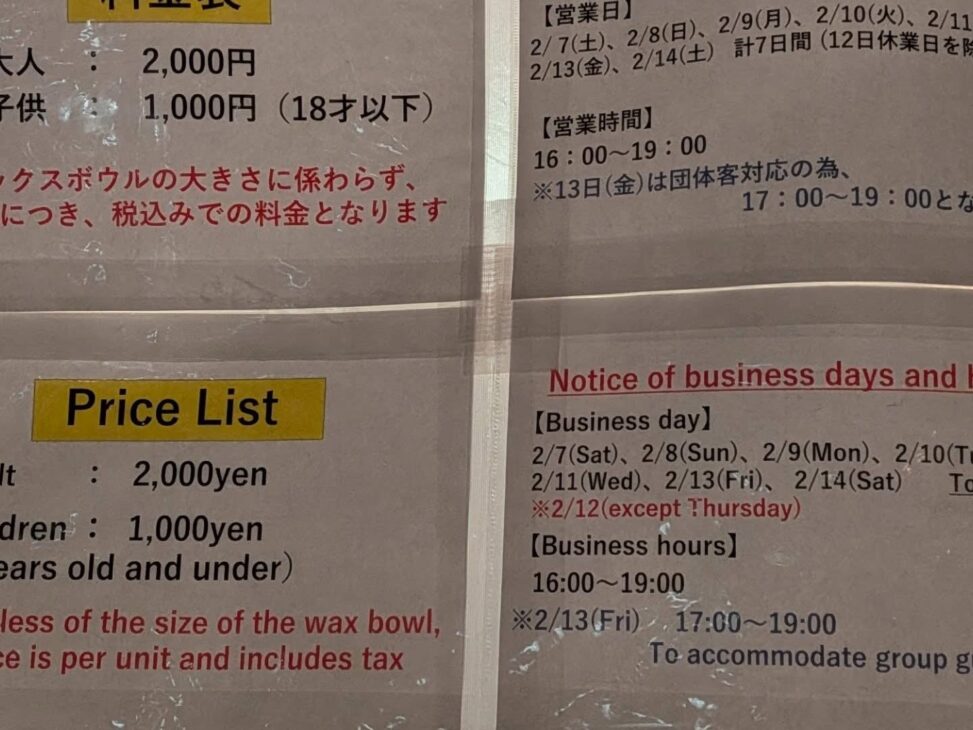 料金表
大人 : 2,000円
子供 : 1,000円（18才以下）
ックスボウルの大きさに係わらず、
につき、税込みでの料金となります
【営業日】
2/7(土)、2/8(日)、2/9(月)、2/10(火)、2/11
2/13(金)、2/14(土) 計7日間（12日休業日を除
【営業時間】
16：00～19：00
※13日(金)は団体客対応の為、
17：00～19：00とな
Price List
lt : 2,000yen
dren : 1,000yen
ears old and under）
less of the size of the wax bowl,
ce is per unit and includes tax
Notice of business days and
【Business day】
2/7(Sat)、2/8(Sun)、2/9(Mon)、2/10(Tu
2/11(Wed)、2/13(Fri)、2/14(Sat) To
※2/12(except Thursday)
【Business hours】
16:00～19:00
※2/13(Fri) 17:00～19:00
To accommodate group g